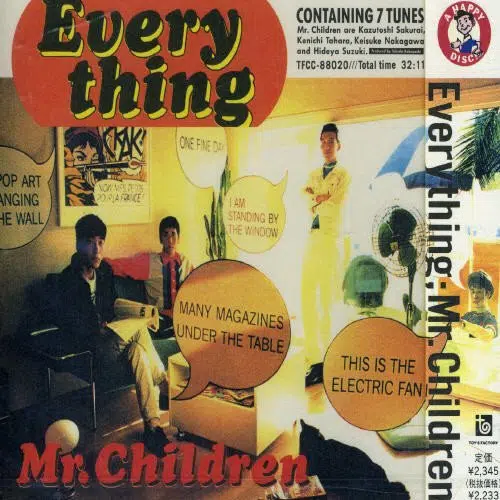 Every
thing
CONTAINING 7 TUNES
Mr. Children are Kazutoshi Sakurai,
Kenichi Tahara, Keisuke Nakagawa
and Hideya Suzuki.
TFCC-88020///Total time 32:11
A HAPPY
DISC!
Everything・Mr. Children
CRAK!
POP ART
ANGING
HE WALL
ONE FINE DAY
I AM
STANDING BY
THE WINDOW
MANY MAGAZINES
UNDER THE TABLE
THIS IS THE
ELECTRIC FAN
Mr. Children
TOY'S FACTORY
定価
¥2,345
(税抜価格
¥2,233